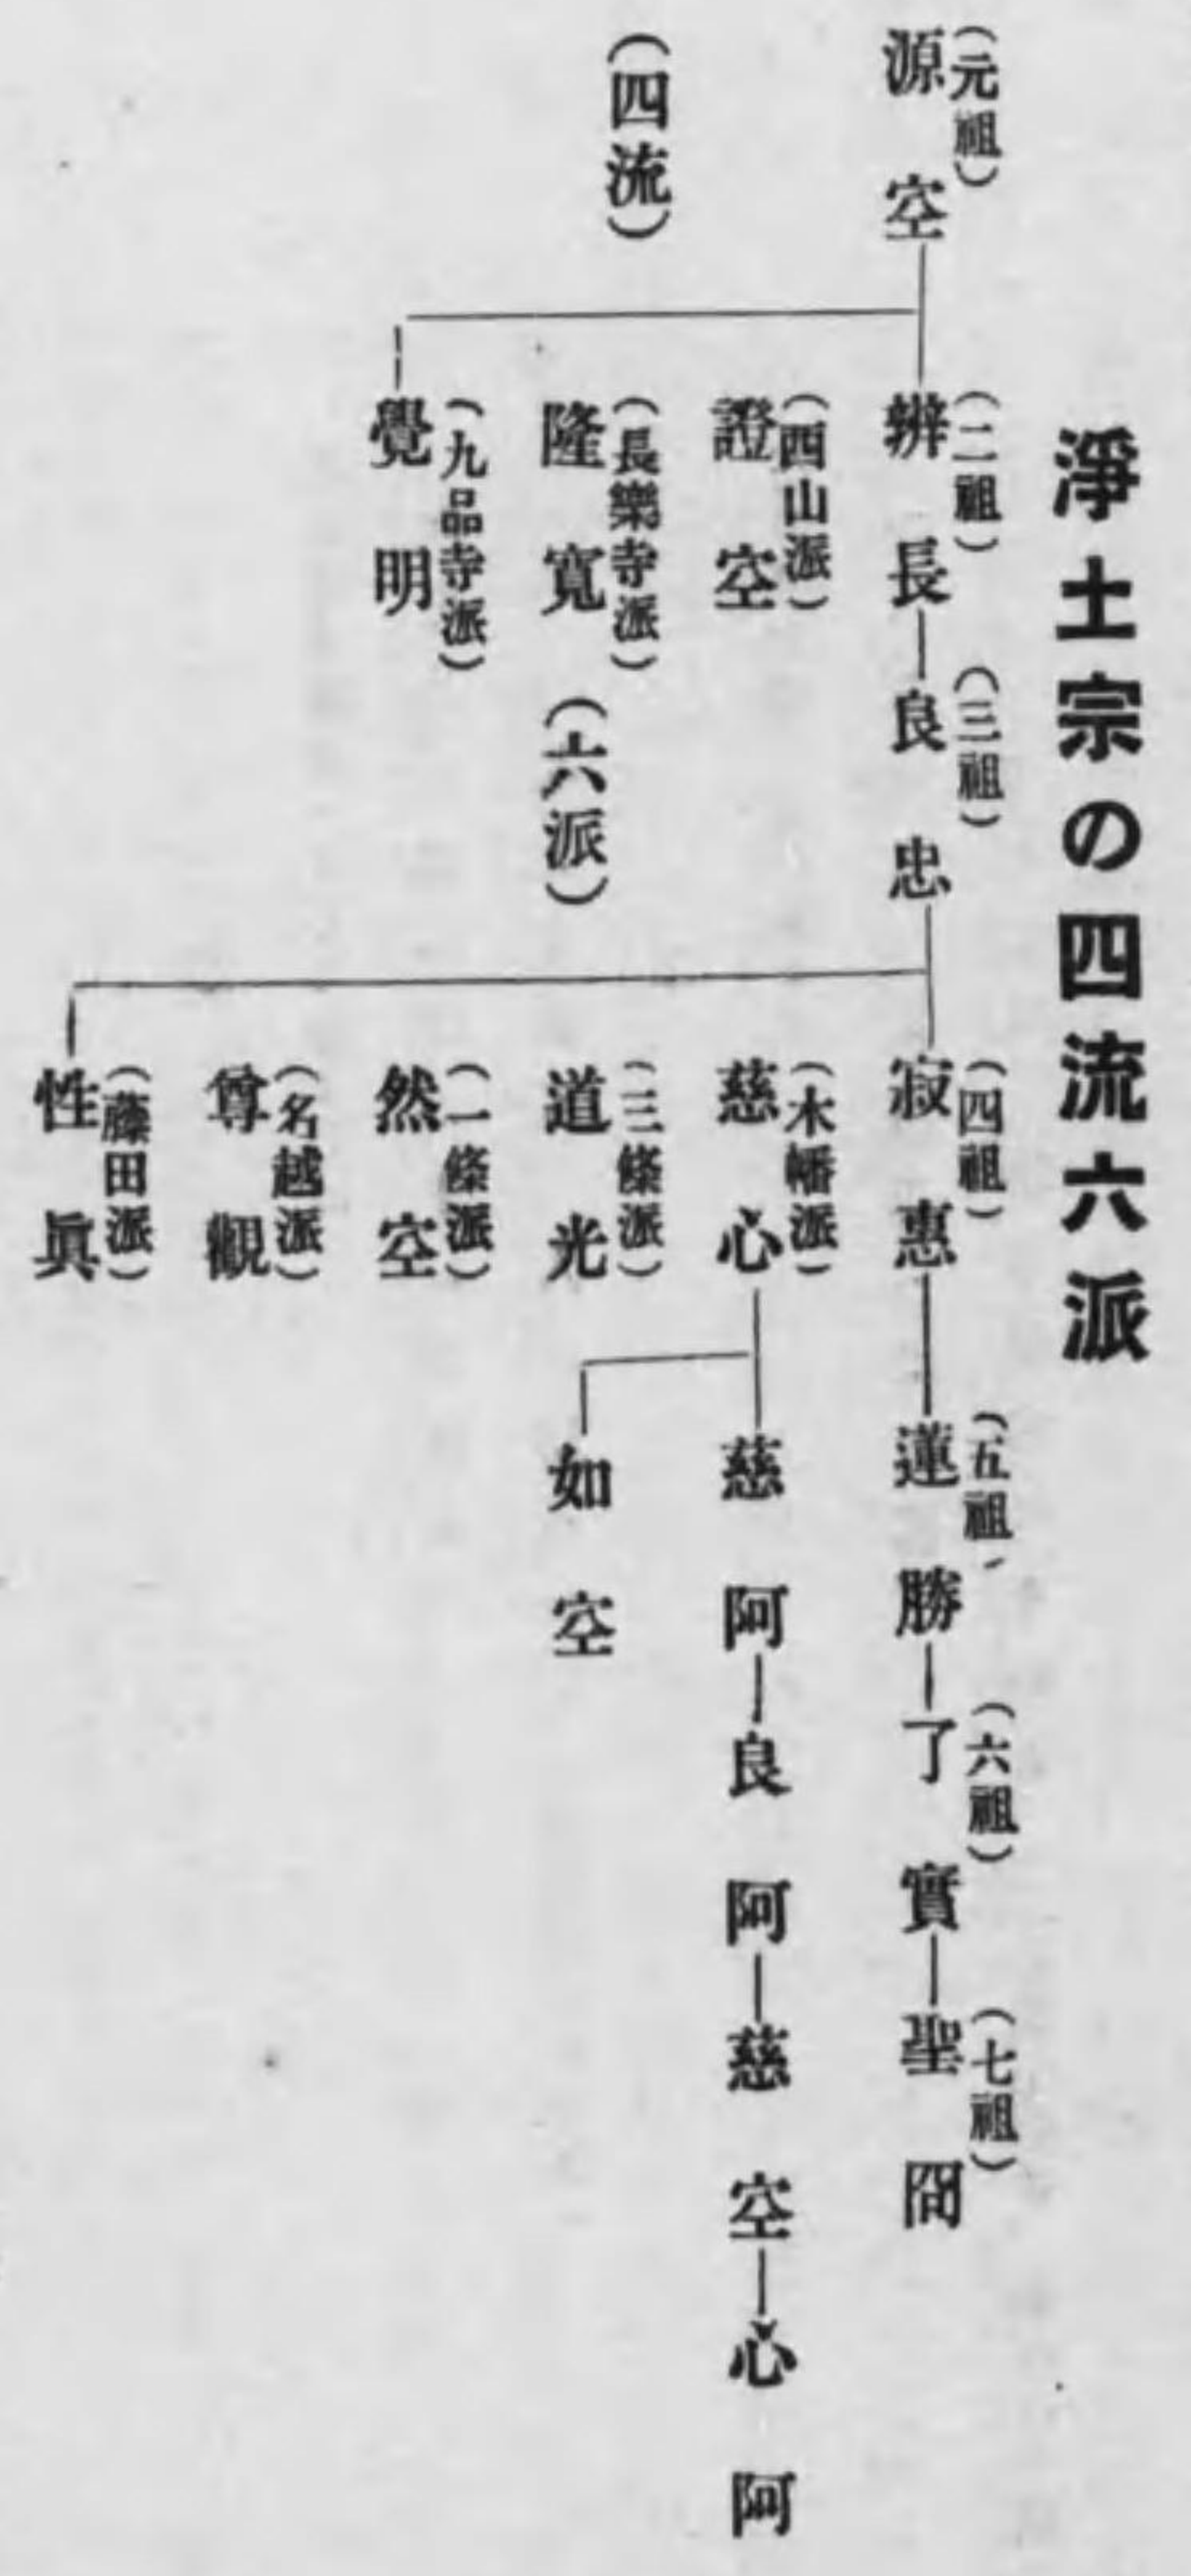 淨土宗の四流六派
(元祖)
源空
(二祖)
辨長
(三祖)
良忠
(四祖)
寂惠
(五祖
蓮勝
(六祖)
了實
(七祖)
聖冏
(西山派)
證空
(木幡派)
慈心
慈阿
良阿
慈空
心阿
(四流)
(長樂寺派)
隆寬
(六派)
(三條派)
道光
如空
(九品寺派)
覺明
(一條派)
然空
(名越派)
尊觀
(藤田派)
性眞